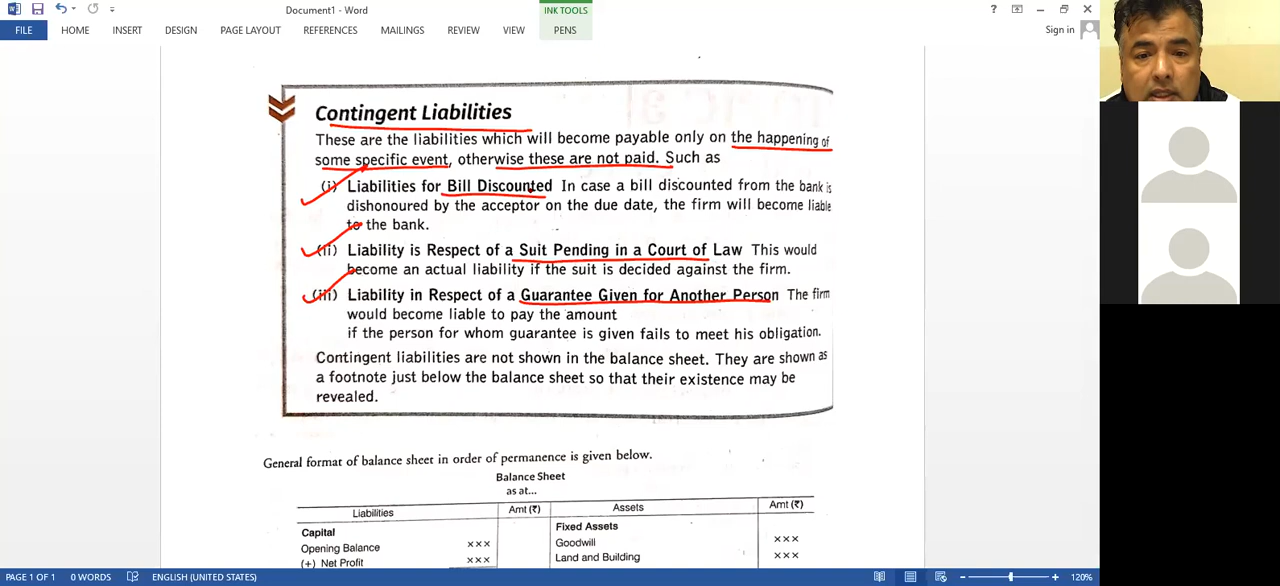 Document1 - Word
INK TOOLS
FILE
HOME
INSERT
DESIGN
PAGE LAYOUT
REFERENCES
MAILINGS
REVIEW
VIEW
PENS
Sign in
Contingent Liabilities
These are the liabilities which will become payable only on the happening of
some specific event, otherwise these are not paid. Such as
(i) Liabilities for Bill Discounted In case a bill discounted from the bank is
dishonoured by the acceptor on the due date, the firm will become liable
to the bank.
(ii) Liability is Respect of a Suit Pending in a Court of Law This would
become an actual liability if the suit is decided against the firm.
(iii) Liability in Respect of a Guarantee Given for Another Person The firm
would become liable to pay the amount
if the person for whom guarantee is given fails to meet his obligation.
Contingent liabilities are not shown in the balance sheet. They are shown as
a footnote just below the balance sheet so that their existence may be
revealed.
General format of balance sheet in order of permanence is given below.
Balance Sheet
as at...
Liabilities Amt (₹) Assets Amt (₹)
Capital Fixed Assets
Opening Balance ××× Goodwill ×××
(+) Net Profit ××× Land and Building ×××
PAGE 1 OF 1 0 WORDS ENGLISH (UNITED STATES) 120%